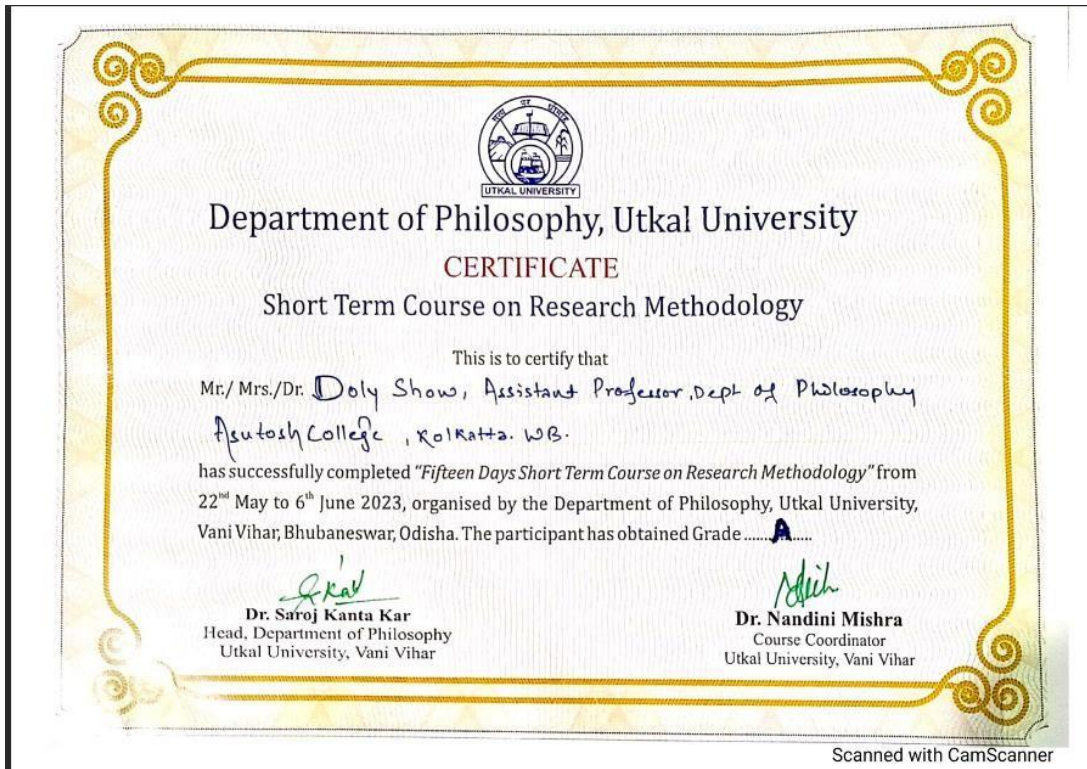 सत्य पर धीमहि
UTKAL UNIVERSITY
Department of Philosophy, Utkal University
CERTIFICATE
Short Term Course on Research Methodology
This is to certify that
Mr./ Mrs./Dr. Doly Show, Assistant Professor, Dept of Philosophy
Asutosh College, Kolkatta. WB.
has successfully completed "Fifteen Days Short Term Course on Research Methodology" from
22nd May to 6th June 2023, organised by the Department of Philosophy, Utkal University,
Vani Vihar, Bhubaneswar, Odisha. The participant has obtained Grade ......A.....
Dr. Saroj Kanta Kar
Head, Department of Philosophy
Utkal University, Vani Vihar
Dr. Nandini Mishra
Course Coordinator
Utkal University, Vani Vihar
Scanned with CamScanner